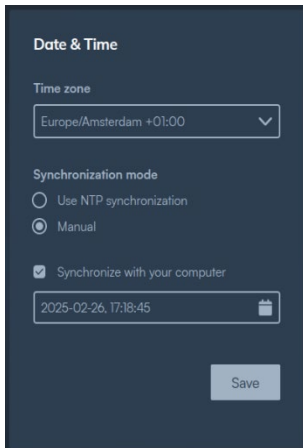 Date & Time
Time zone
Europe/Amsterdam +01:00
Synchronization mode
Use NTP synchronization
Manual
Synchronize with your computer
2025-02-26, 17:18:45
Save